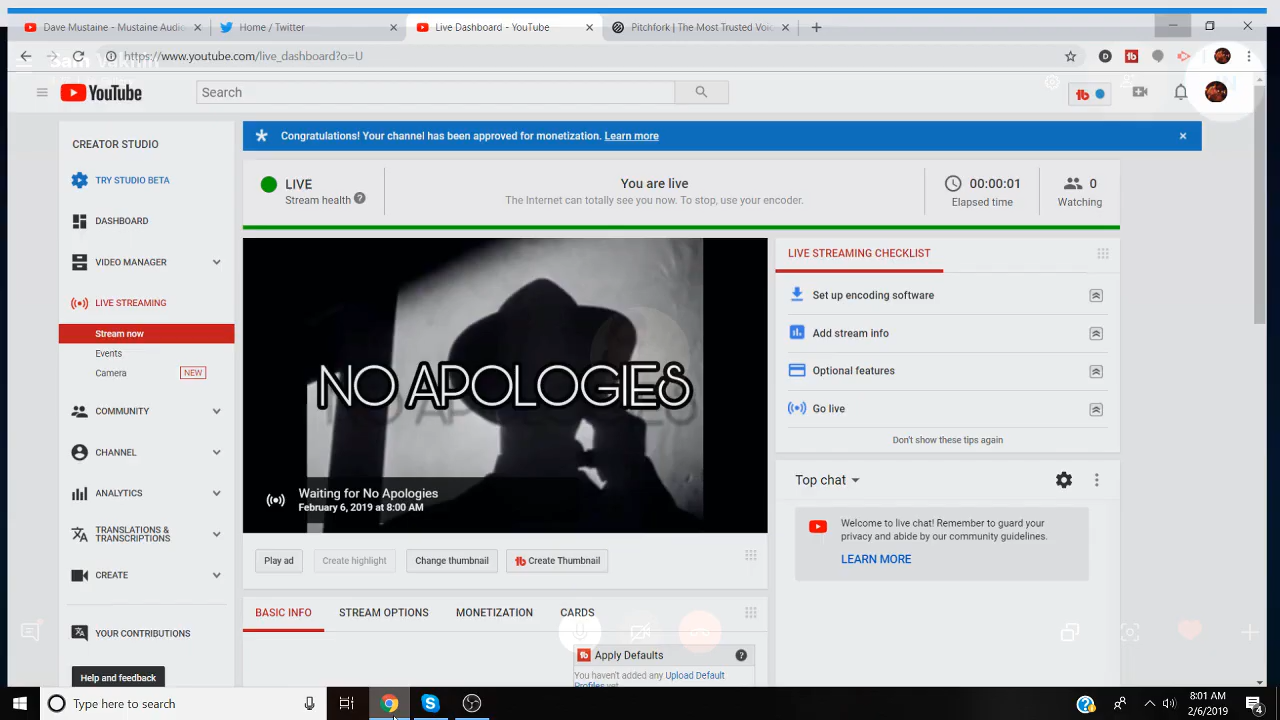 Dave Mustaine - Mustaine Audio
Home / Twitter
Live Dashboard - YouTube
Pitchfork | The Most Trusted Voic
https://www.youtube.com/live_dashboard?o=U
YouTube
Search
CREATOR STUDIO
TRY STUDIO BETA
DASHBOARD
VIDEO MANAGER
LIVE STREAMING
Stream now
Events
Camera NEW
COMMUNITY
CHANNEL
ANALYTICS
TRANSLATIONS &
TRANSCRIPTIONS
CREATE
YOUR CONTRIBUTIONS
Help and feedback
Congratulations! Your channel has been approved for monetization. Learn more
LIVE
Stream health
You are live
The Internet can totally see you now. To stop, use your encoder.
00:00:01
Elapsed time
0
Watching
NO APOLOGIES
Waiting for No Apologies
February 6, 2019 at 8:00 AM
Play ad
Create highlight
Change thumbnail
Create Thumbnail
BASIC INFO
STREAM OPTIONS
MONETIZATION
CARDS
Apply Defaults
You haven't added any Upload Default
Profiles yet
LIVE STREAMING CHECKLIST
Set up encoding software
Add stream info
Optional features
Go live
Don't show these tips again
Top chat
Welcome to live chat! Remember to guard your
privacy and abide by our community guidelines.
LEARN MORE
Type here to search
8:01 AM
2/6/2019
4